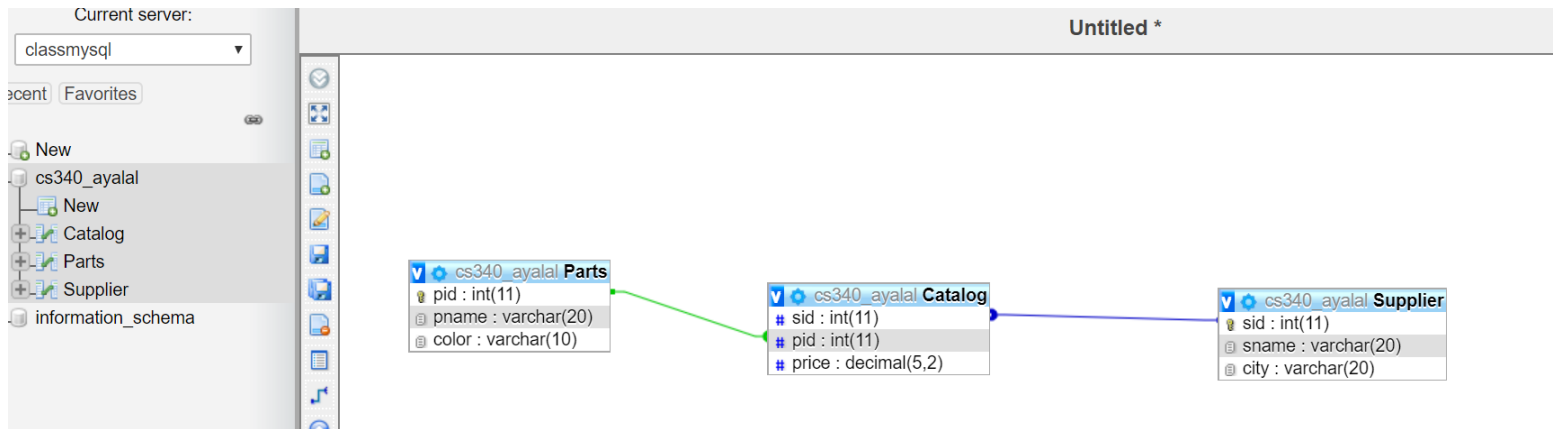 Current server:
Untitled *
classmysql
ecent Favorites
New
cs340_ayalal
New
Catalog
Parts
Supplier
information_schema
cs340_ayalal Parts
pid : int(11)
pname : varchar(20)
color : varchar(10)
cs340_ayalal Catalog
sid : int(11)
pid : int(11)
price : decimal(5,2)
cs340_ayalal Supplier
sid : int(11)
sname : varchar(20)
city : varchar(20)